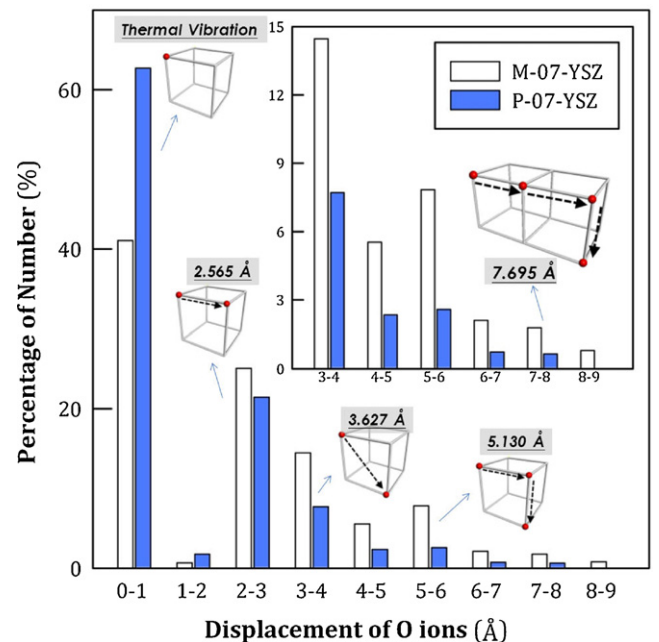 Thermal Vibration
M-07-YSZ
P-07-YSZ
15
12
9
6
3
0
3-4 4-5 5-6 6-7 7-8 8-9
7.695 Å
2.565 Å
3.627 Å
5.130 Å
60
40
20
0
Percentage of Number (%)
0-1 1-2 2-3 3-4 4-5 5-6 6-7 7-8 8-9
Displacement of O ions (Å)